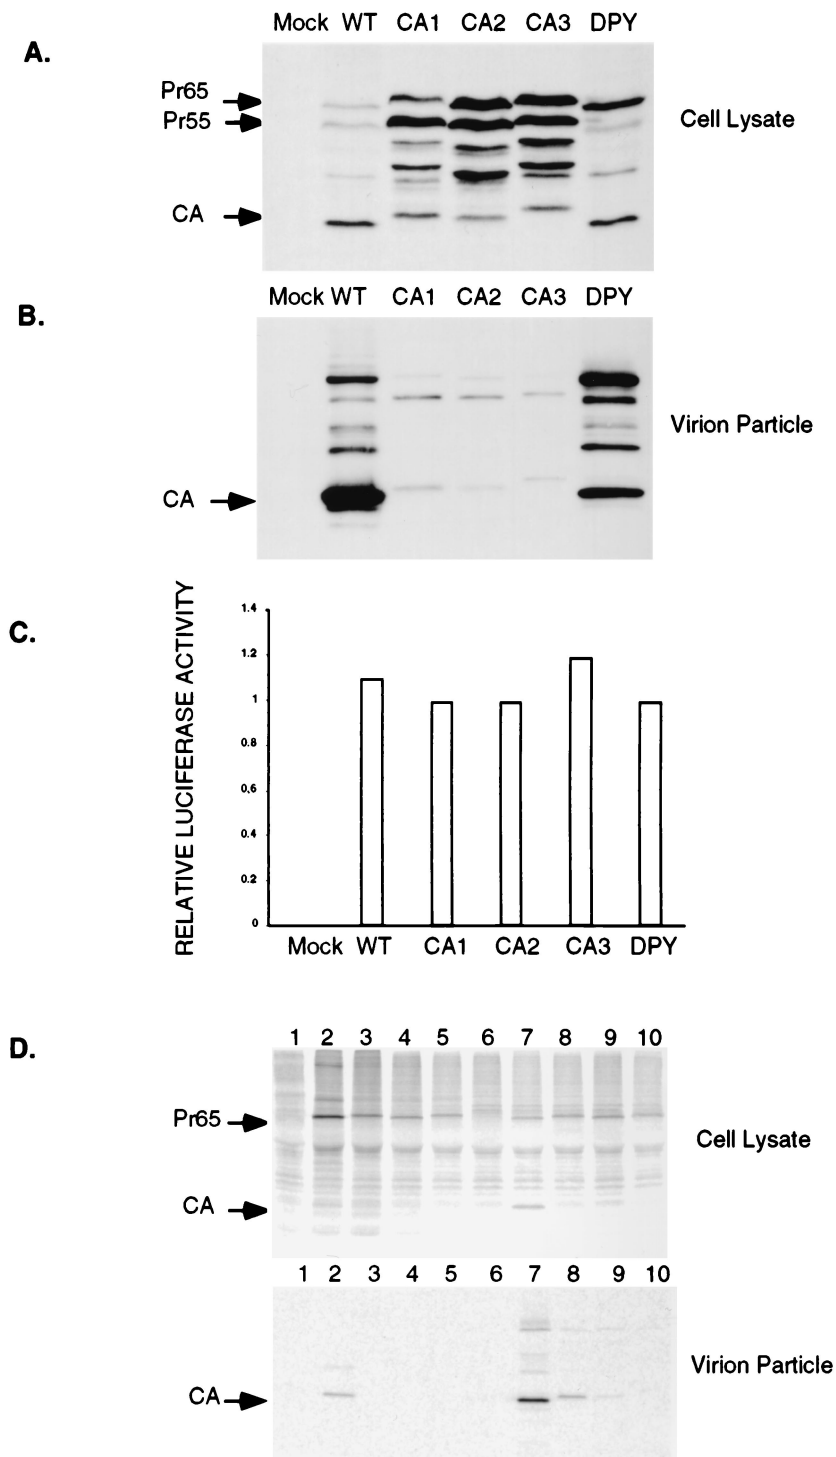 Mock WT CA1 CA2 CA3 DPY
A.
Pr65
Pr55
Cell Lysate
CA
Mock WT CA1 CA2 CA3 DPY
B.
Virion Particle
CA
C.
RELATIVE LUCIFERASE ACTIVITY
1.4
1.2
1
0.8
0.6
0.4
0.2
0
Mock WT CA1 CA2 CA3 DPY
D.
1 2 3 4 5 6 7 8 9 10
Pr65
Cell Lysate
CA
1 2 3 4 5 6 7 8 9 10
Virion Particle
CA